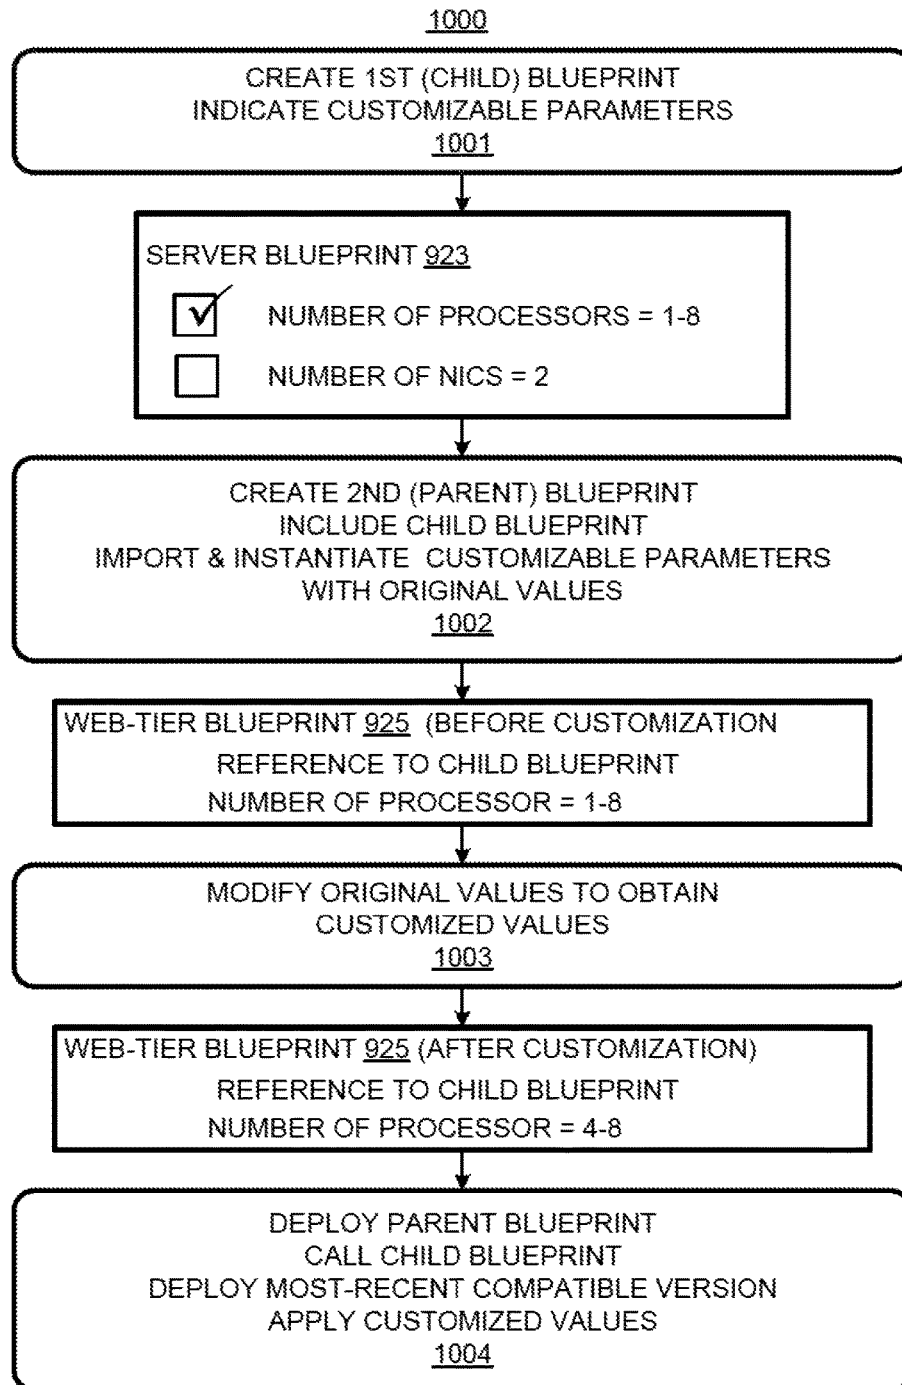 1000
CREATE 1ST (CHILD) BLUEPRINT
INDICATE CUSTOMIZABLE PARAMETERS
1001
SERVER BLUEPRINT 923
NUMBER OF PROCESSORS = 1-8
NUMBER OF NICS = 2
CREATE 2ND (PARENT) BLUEPRINT
INCLUDE CHILD BLUEPRINT
IMPORT & INSTANTIATE CUSTOMIZABLE PARAMETERS
WITH ORIGINAL VALUES
1002
WEB-TIER BLUEPRINT 925 (BEFORE CUSTOMIZATION
REFERENCE TO CHILD BLUEPRINT
NUMBER OF PROCESSOR = 1-8
MODIFY ORIGINAL VALUES TO OBTAIN
CUSTOMIZED VALUES
1003
WEB-TIER BLUEPRINT 925 (AFTER CUSTOMIZATION)
REFERENCE TO CHILD BLUEPRINT
NUMBER OF PROCESSOR = 4-8
DEPLOY PARENT BLUEPRINT
CALL CHILD BLUEPRINT
DEPLOY MOST-RECENT COMPATIBLE VERSION
APPLY CUSTOMIZED VALUES
1004